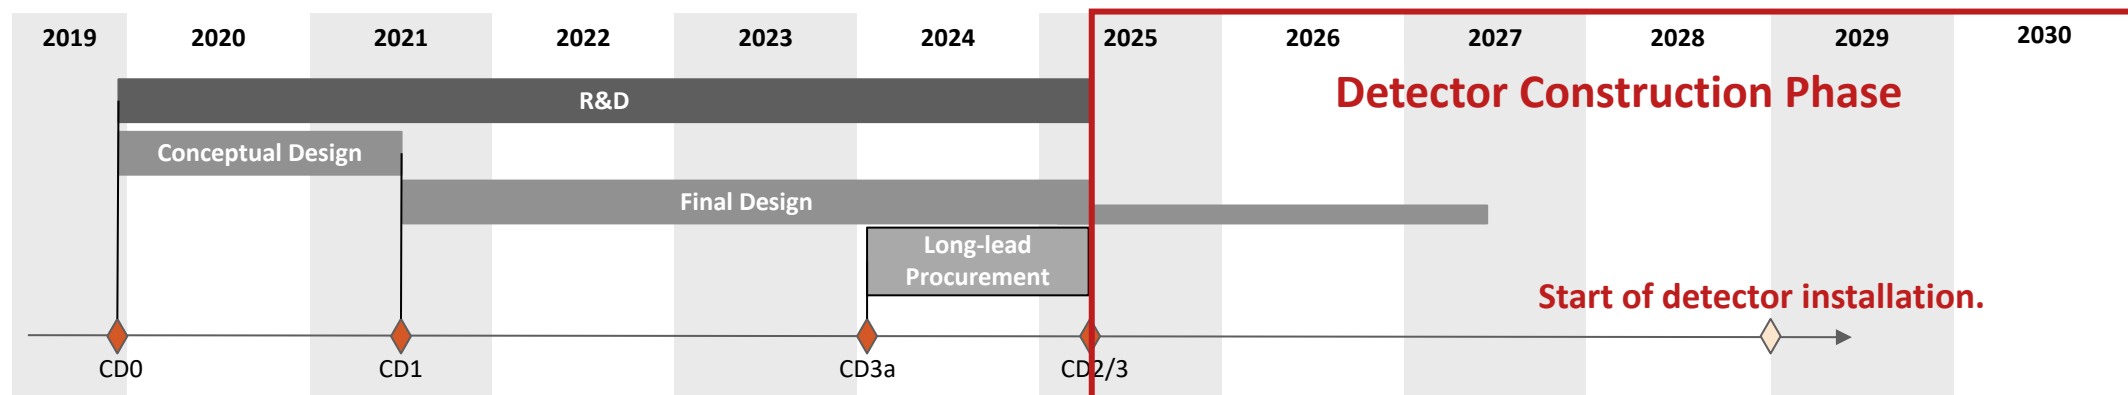 2019 2020 2021 2022 2023 2024 2025 2026 2027 2028 2029 2030
R&D
Detector Construction Phase
Conceptual Design
Final Design
Long-lead
Procurement
Start of detector installation.
CD0 CD1 CD3a CD2/3